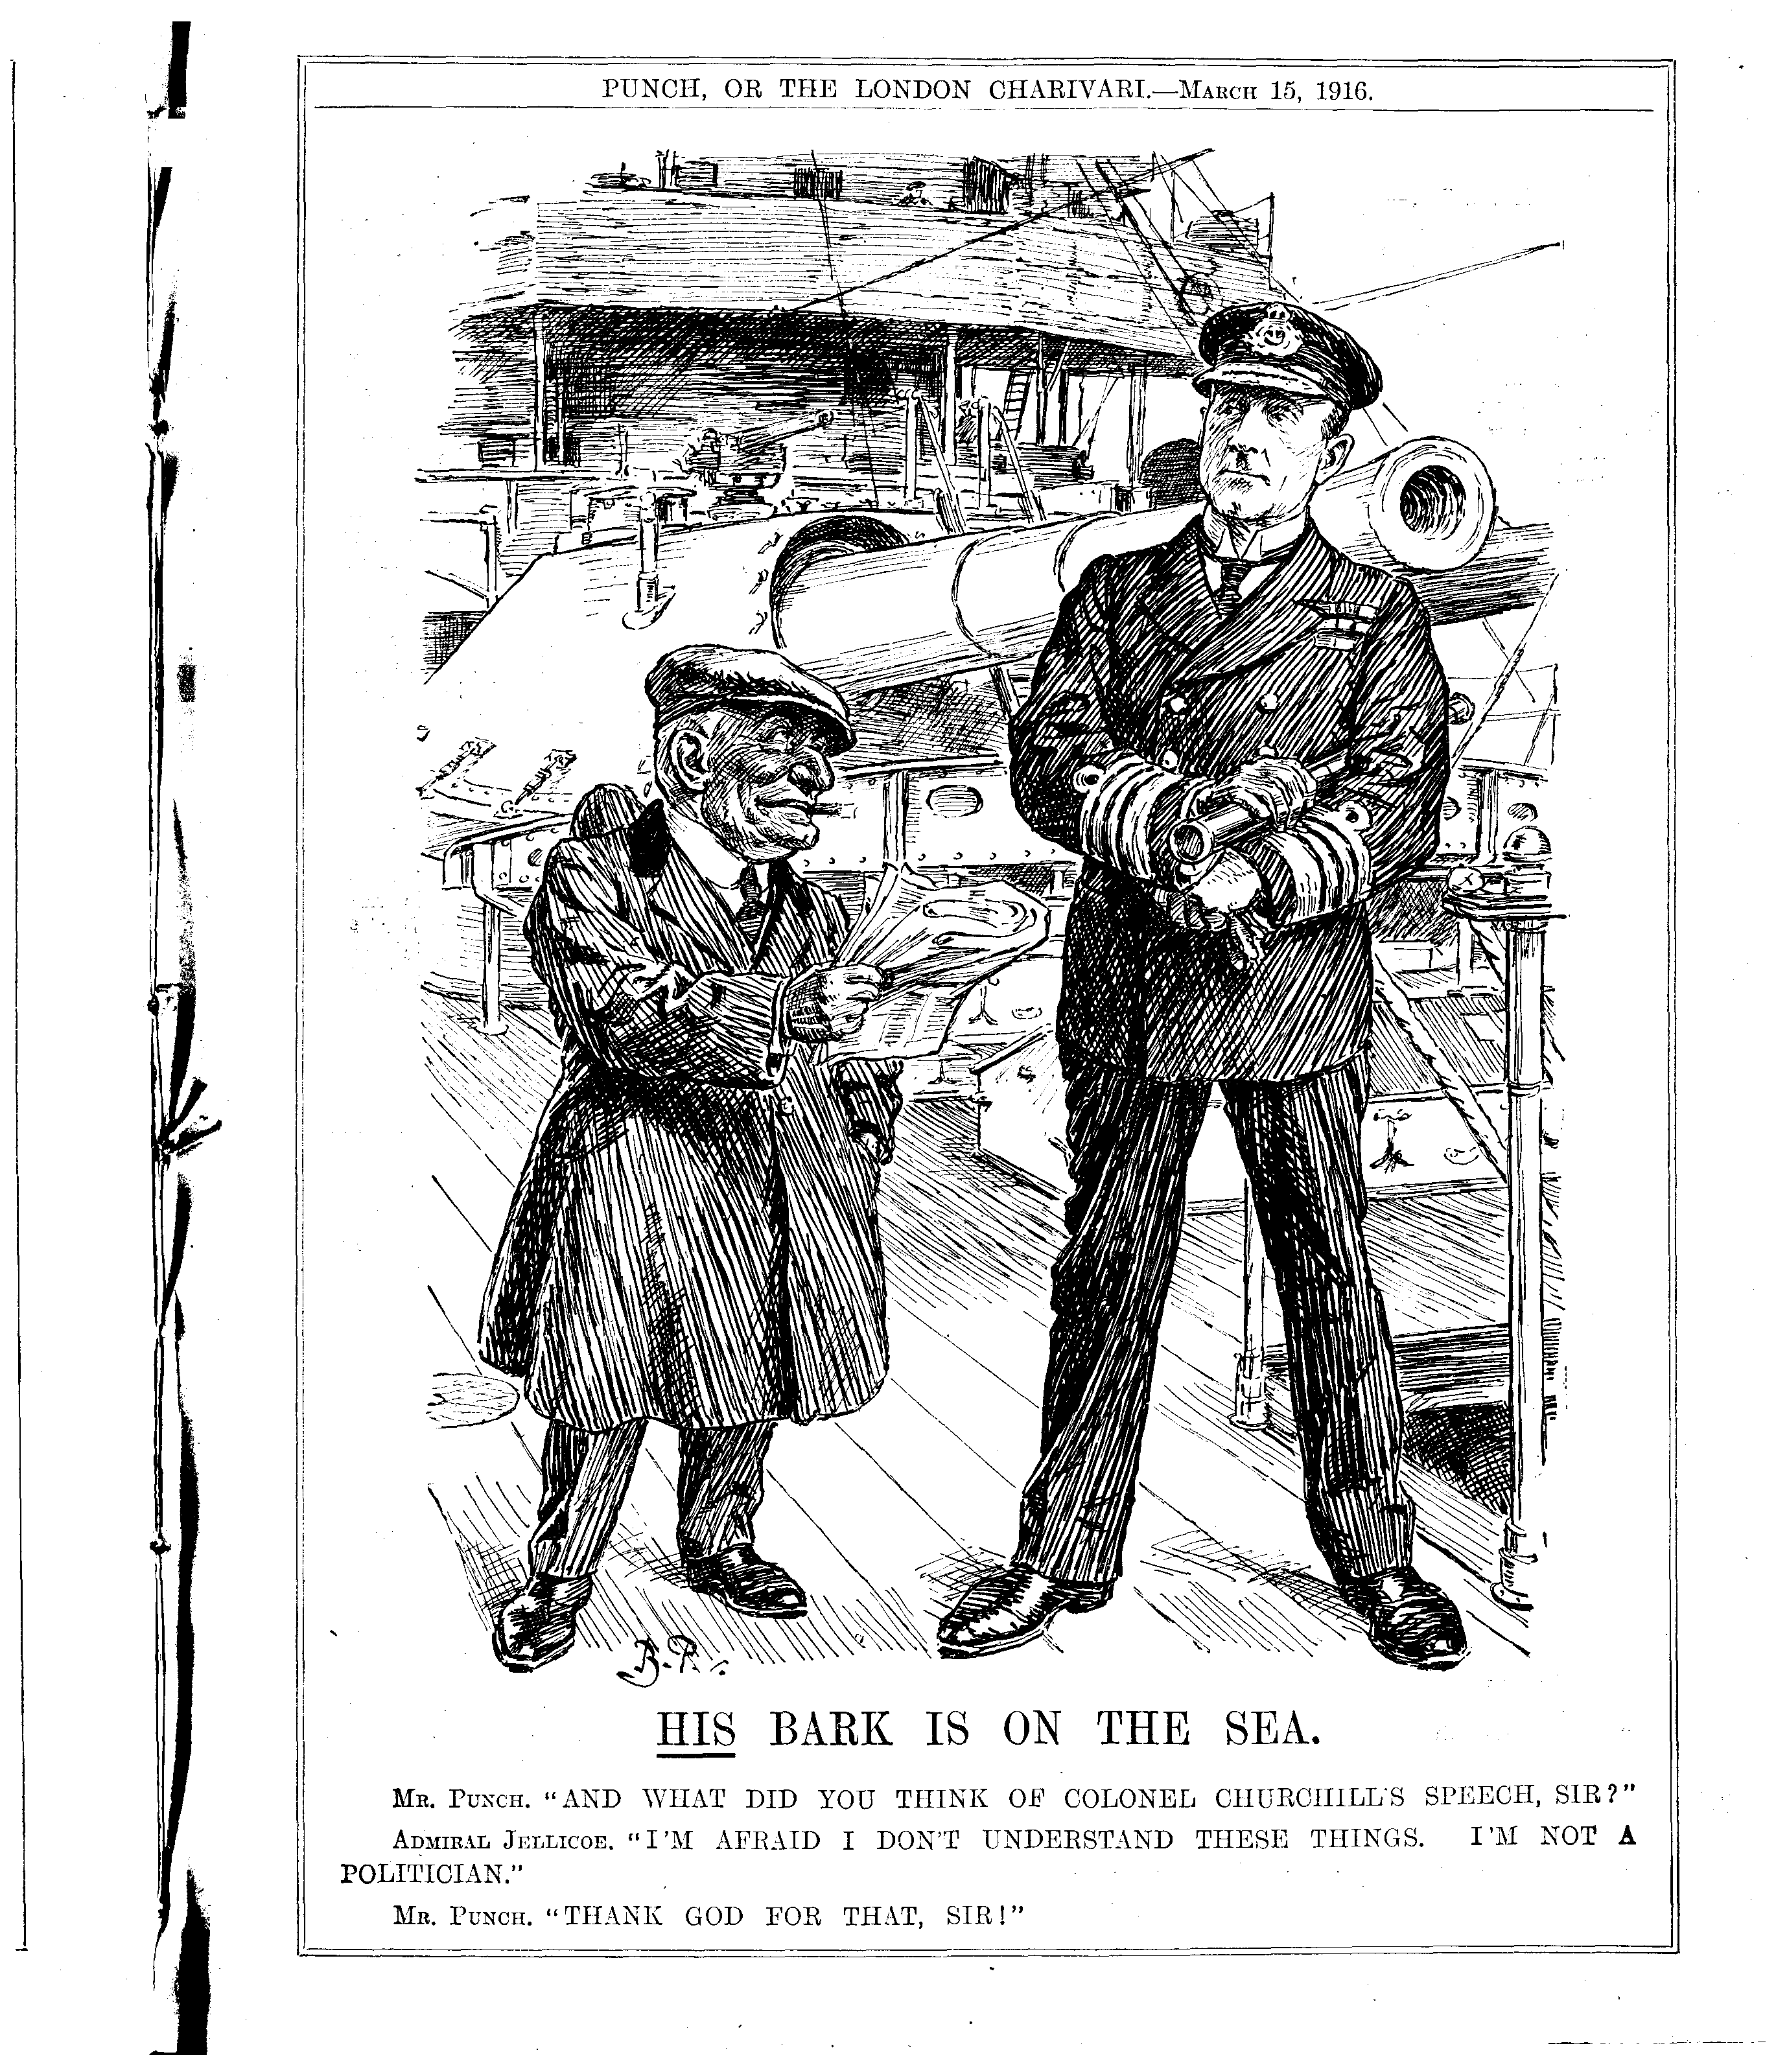 PUNCH, OR THE LONDON CHARIVARI.—MARCH 15, 1916.
B.P.
HIS BARK IS ON THE SEA.
MR. PUNCH. "AND WHAT DID YOU THINK OF COLONEL CHURCHILL'S SPEECH, SIR?"
ADMIRAL JELLICOE. "I'M AFRAID I DON'T UNDERSTAND THESE THINGS. I'M NOT A
POLITICIAN."
MR. PUNCH. "THANK GOD FOR THAT, SIR!"